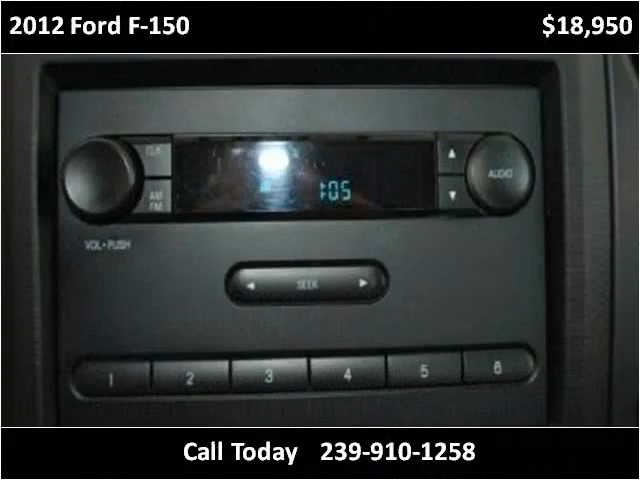 2012 Ford F-150 $18,950
CLK
AM
FM
1:05
AUDIO
VOL • PUSH
SEEK
1 2 3 4 5 6
Call Today 239-910-1258